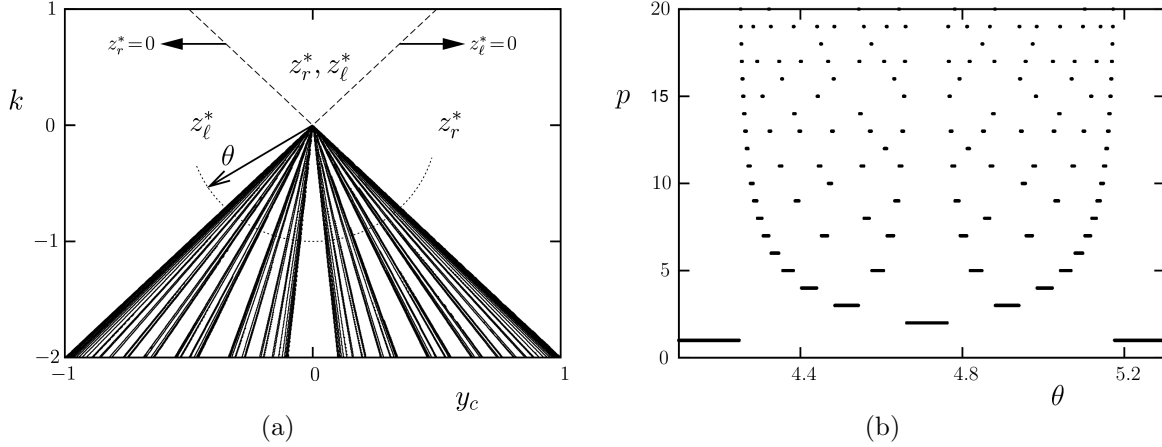 1
z_r^*=0
z_ℓ^*=0
z_r^*, z_ℓ^*
k
0
z_ℓ^*
z_r^*
θ
−1
−2
−1
0
1
y_c
(a)
20
15
p
10
5
0
4.4
4.8
5.2
θ
(b)